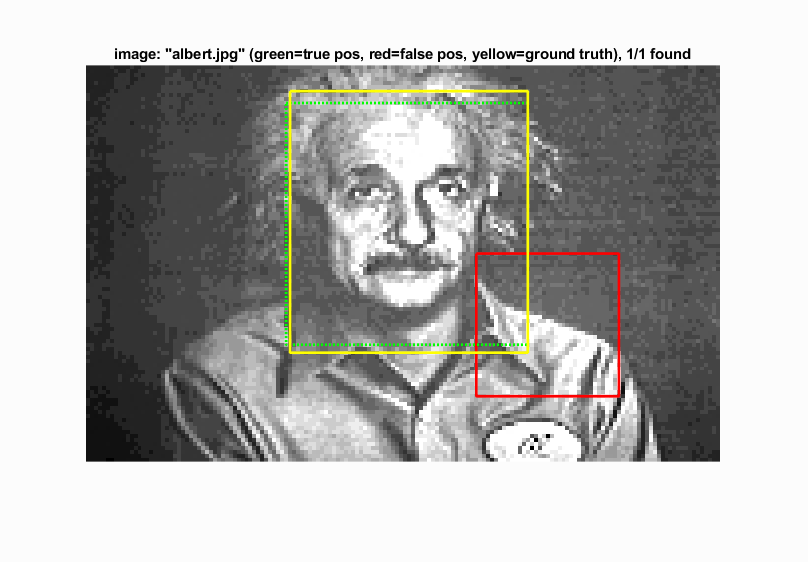 image: "albert.jpg" (green=true pos, red=false pos, yellow=ground truth), 1/1 found